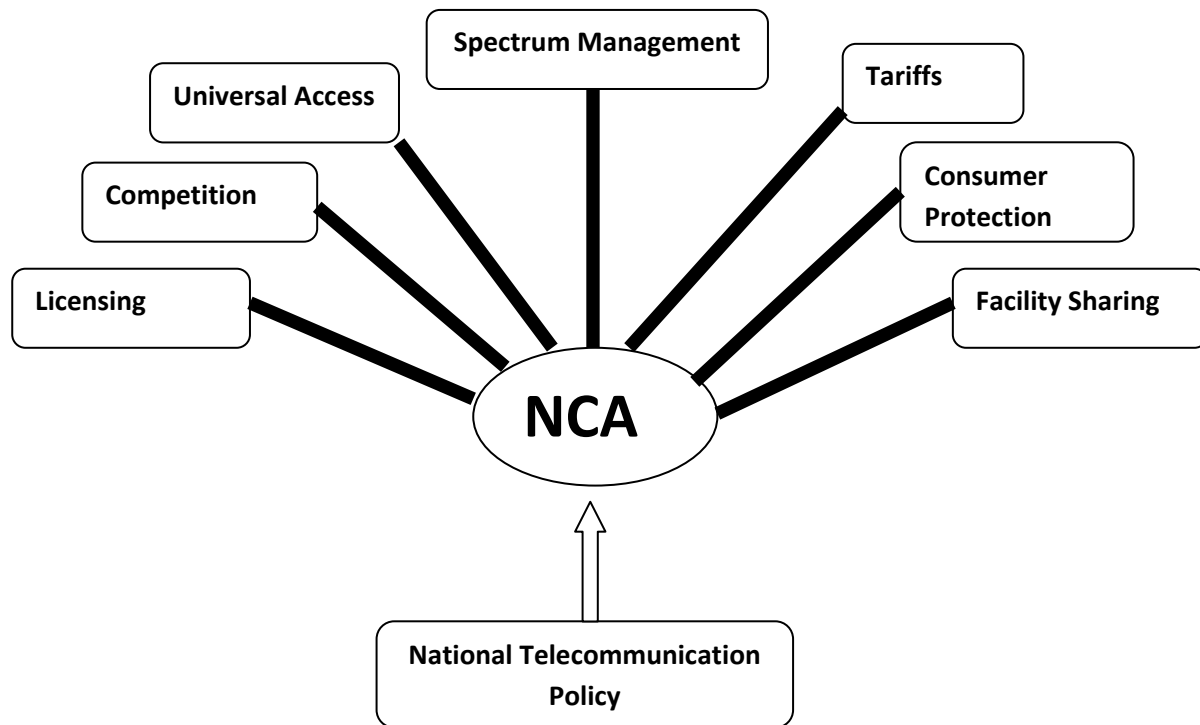 Spectrum Management
Tariffs
Universal Access
Consumer
Protection
Competition
Licensing
Facility Sharing
NCA
National Telecommunication
Policy